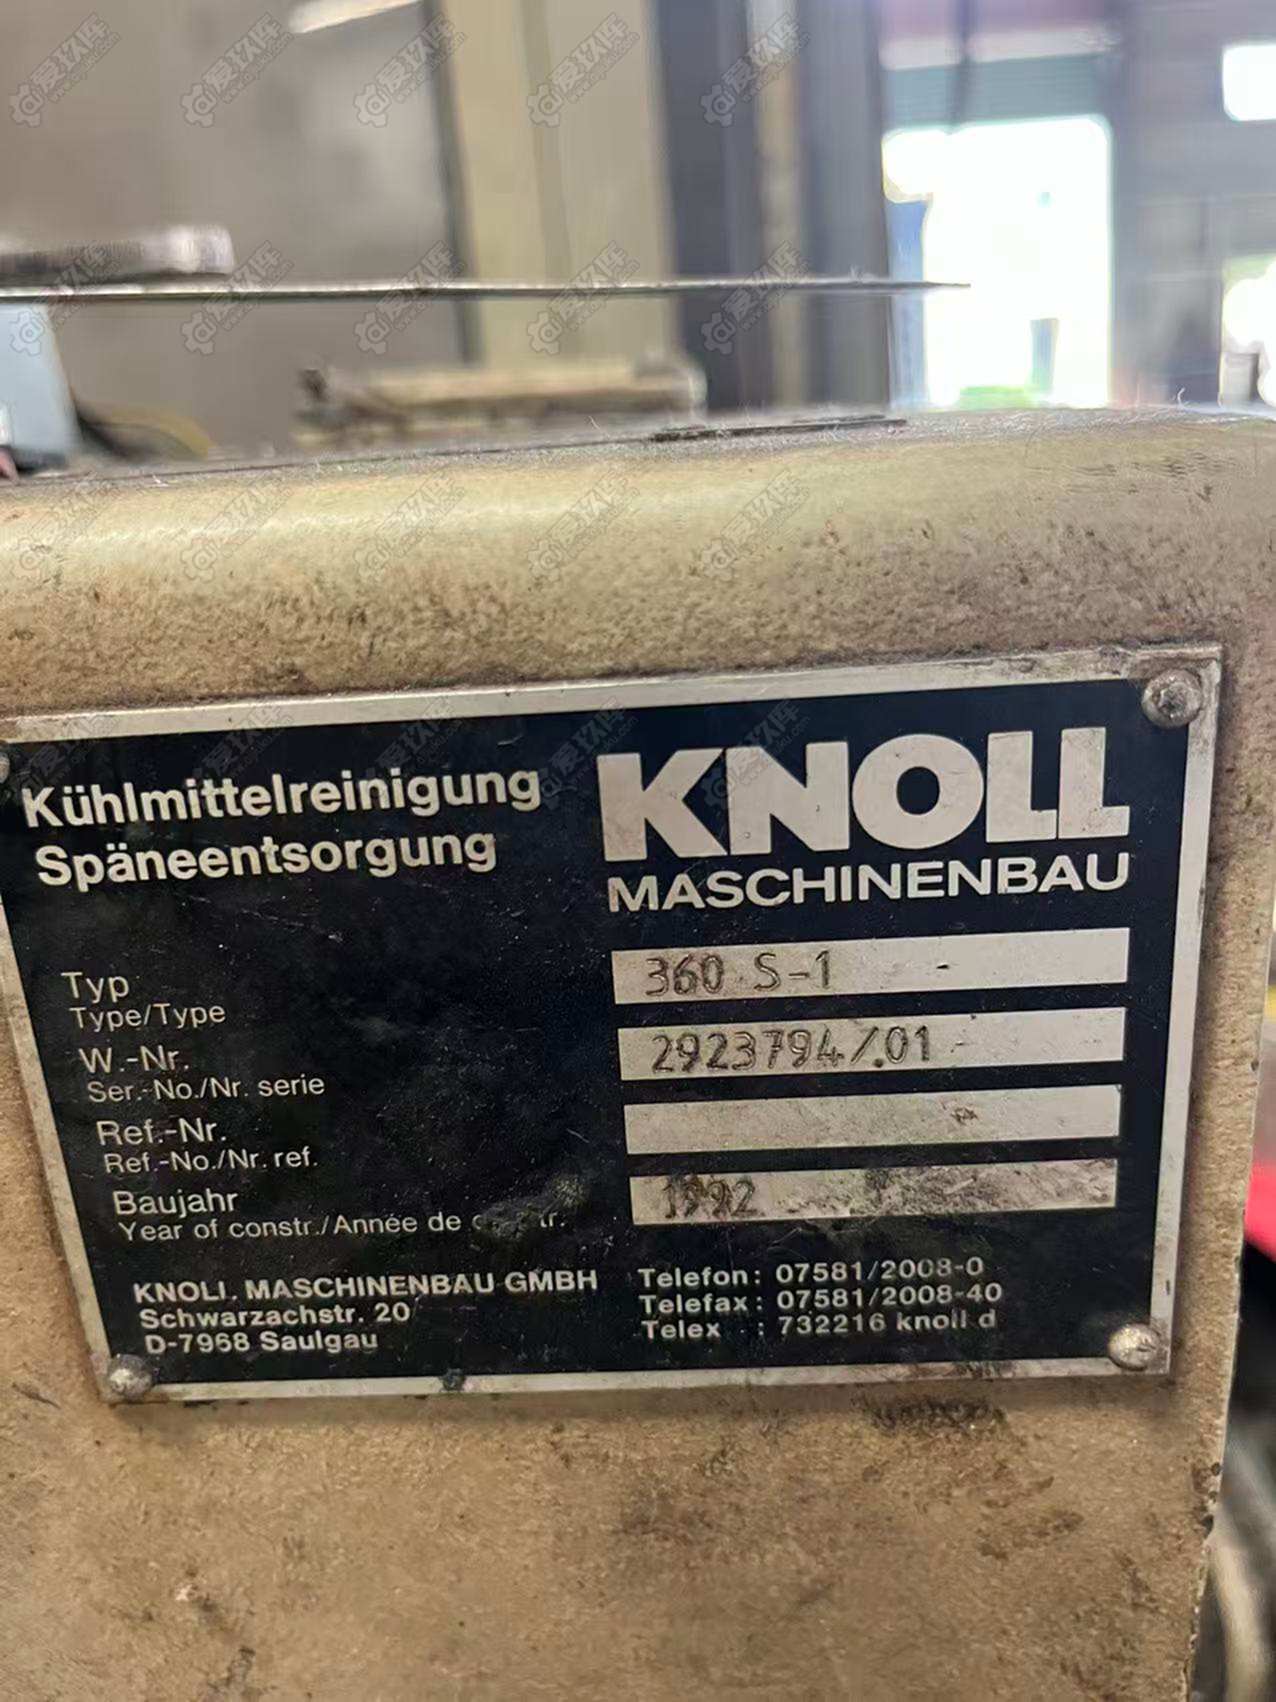 Kühlmittelreinigung
Späneentsorgung
KNOLL
MASCHINENBAU
Typ
Type/Type
360 S-1
W.-Nr.
Ser.-No./Nr. serie
2923794/.01
Ref.-Nr.
Ref.-No./Nr. ref.
Baujahr
Year of constr./Année de
1992
KNOLL MASCHINENBAU GMBH
Schwarzachstr. 20
D-7968 Saulgau
Telefon: 07581/2008-0
Telefax: 07581/2008-40
Telex : 732216 knoll d